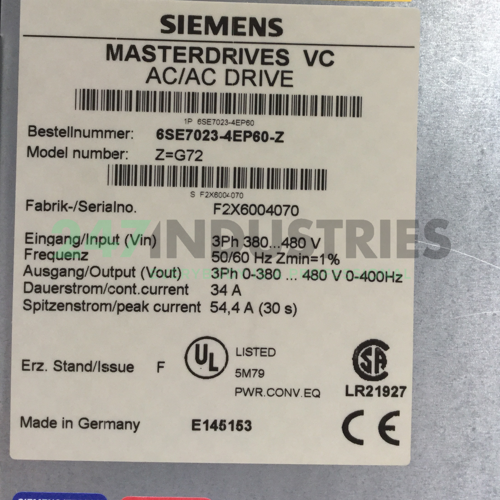 SIEMENS
MASTERDRIVES VC
AC/AC DRIVE
1P 6SE7023-4EP60
Bestellnummer: 6SE7023-4EP60-Z
Model number: Z=G72
S F2X6004070
Fabrik-/Serialno. F2X6004070
247INDUSTRIES
Eingang/Input (Vin) 3Ph 380...480 V
Frequenz 50/60 Hz Zmin=1%
Ausgang/Output (Vout) 3Ph 0-380 ... 480 V 0-400Hz
Dauerstrom/cont.current 34 A
Spitzenstrom/peak current 54,4 A (30 s)
Erz. Stand/Issue F
UL LISTED
5M79
PWR.CONV.EQ
SA
LR21927
Made in Germany E145153
CE